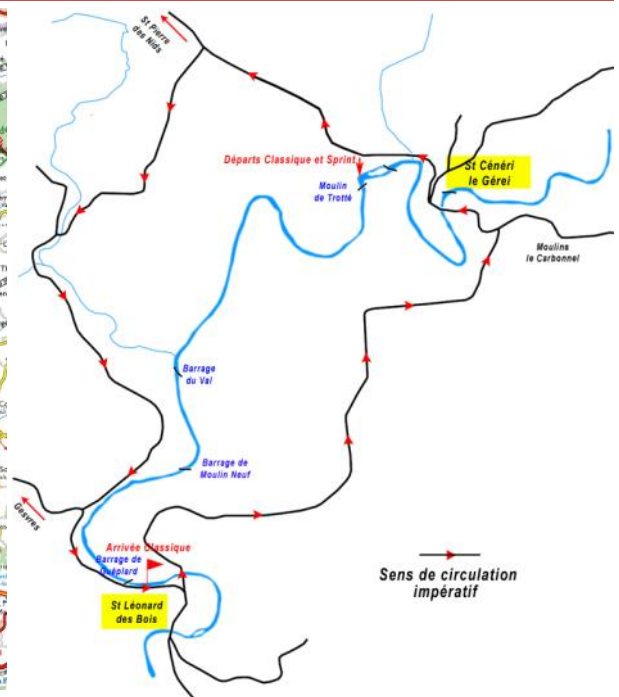 St Pierre
des Nids
Départs Classique et Sprint
St Cénéri
le Gérei
Moulin
de Trotté
Moulins
le Carbonnel
Barrage
du Val
Barrage de
Moulin Neuf
Gesvres
Arrivée Classique
Barrage de
Guéplard
St Léonard
des Bois
Sens de circulation
impératif